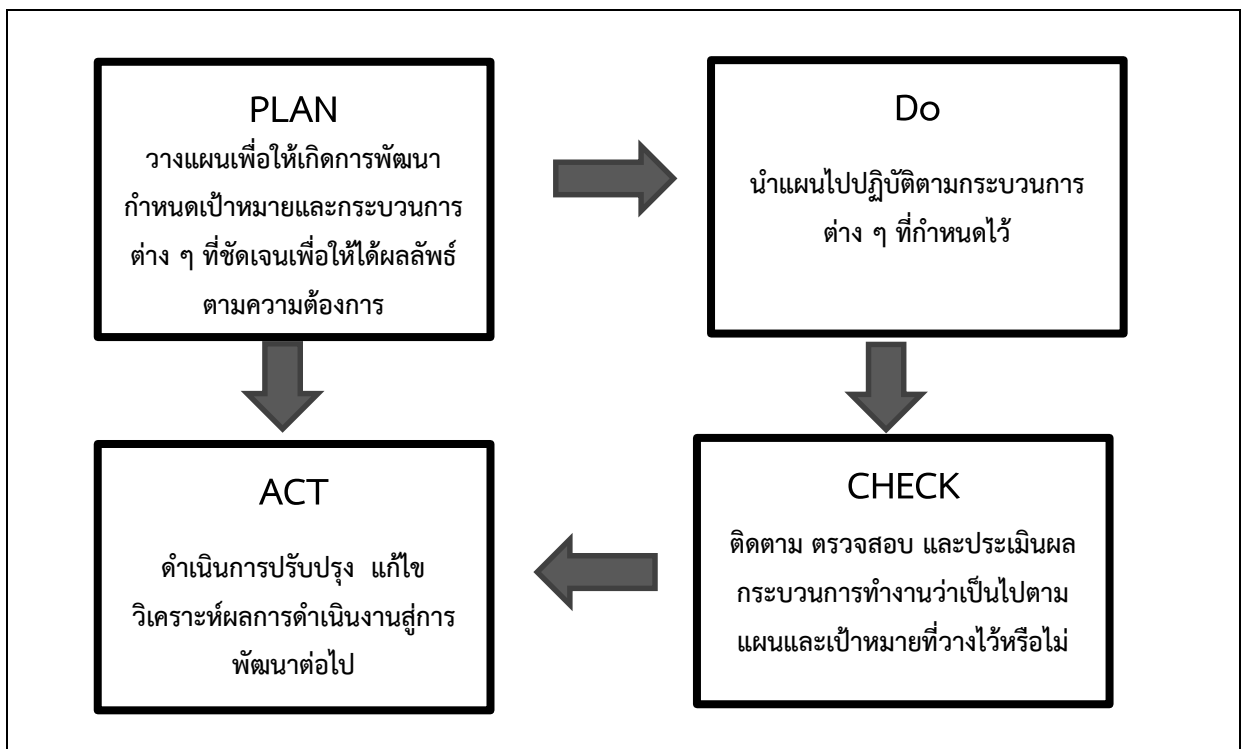 PLAN
วางแผนเพื่อให้เกิดการพัฒนา
กำหนดเป้าหมายและกระบวนการ
ต่าง ๆ ที่ชัดเจนเพื่อให้ได้ผลลัพธ์
ตามความต้องการ
Do
นำแผนไปปฏิบัติตามกระบวนการ
ต่าง ๆ ที่กำหนดไว้
ACT
ดำเนินการปรับปรุง แก้ไข
วิเคราะห์ผลการดำเนินงานสู่การ
พัฒนาต่อไป
CHECK
ติดตาม ตรวจสอบ และประเมินผล
กระบวนการทำงานว่าเป็นไปตาม
แผนและเป้าหมายที่วางไว้หรือไม่